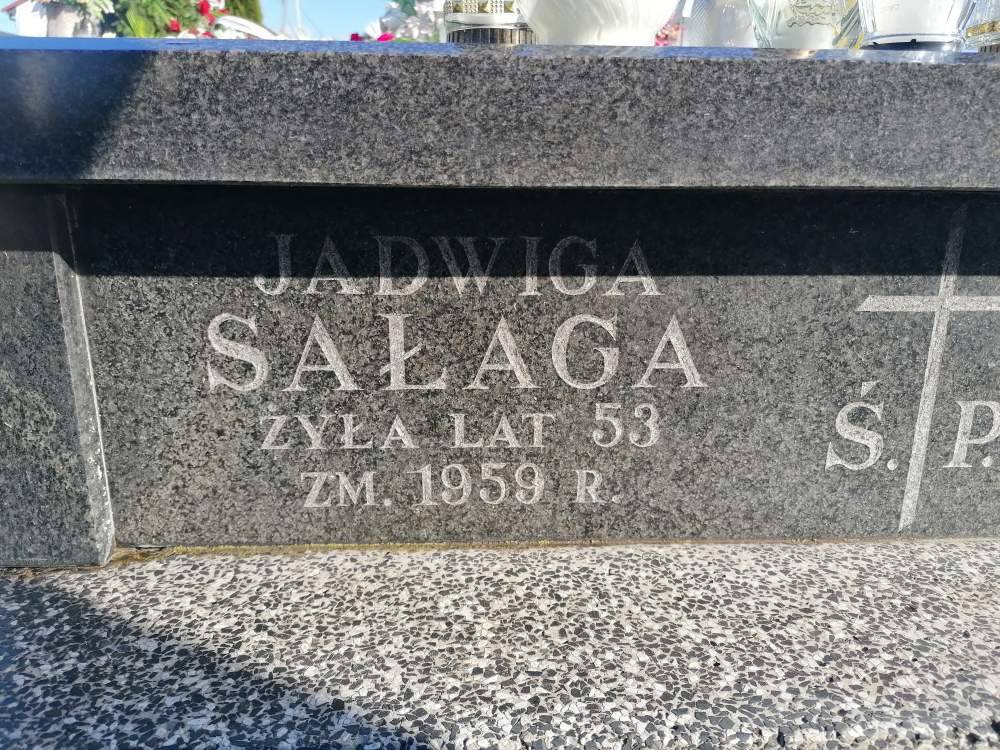 JADWIGA
SAŁAGA
ŻYŁA LAT 53
ZM. 1959 R.
Ś. P.